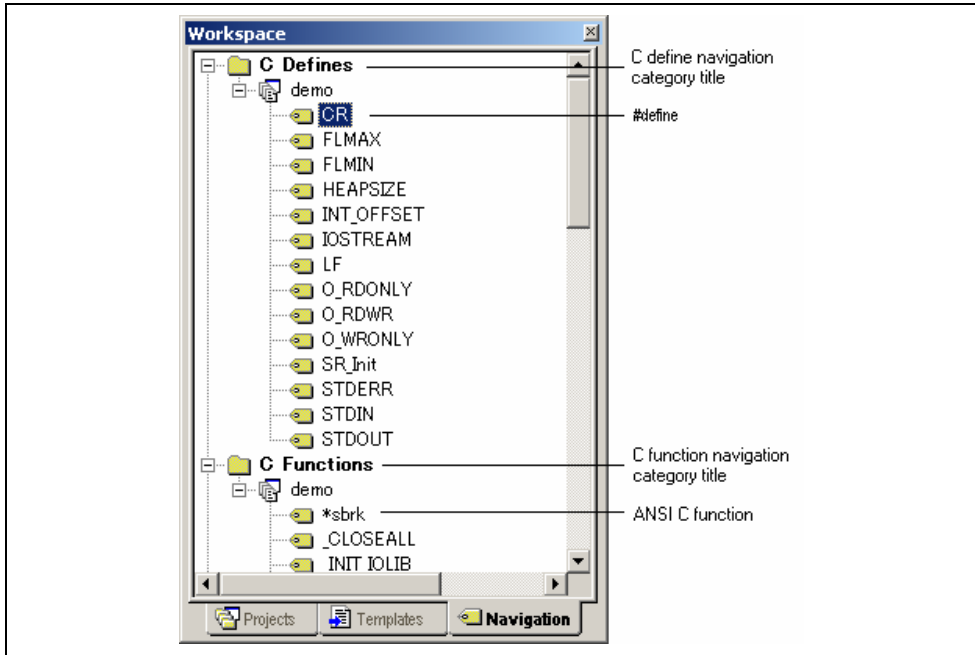 Workspace
C Defines
demo
CR
FLMAX
FLMIN
HEAPSIZE
INT_OFFSET
IOSTREAM
LF
O_RDONLY
O_RDWR
O_WRONLY
SR_Init
STDERR
STDIN
STDOUT
C Functions
demo
*sbrk
_CLOSEALL
_INIT_IOLIB
Projects
Templates
Navigation
C define navigation
category title
#define
C function navigation
category title
ANSI C function